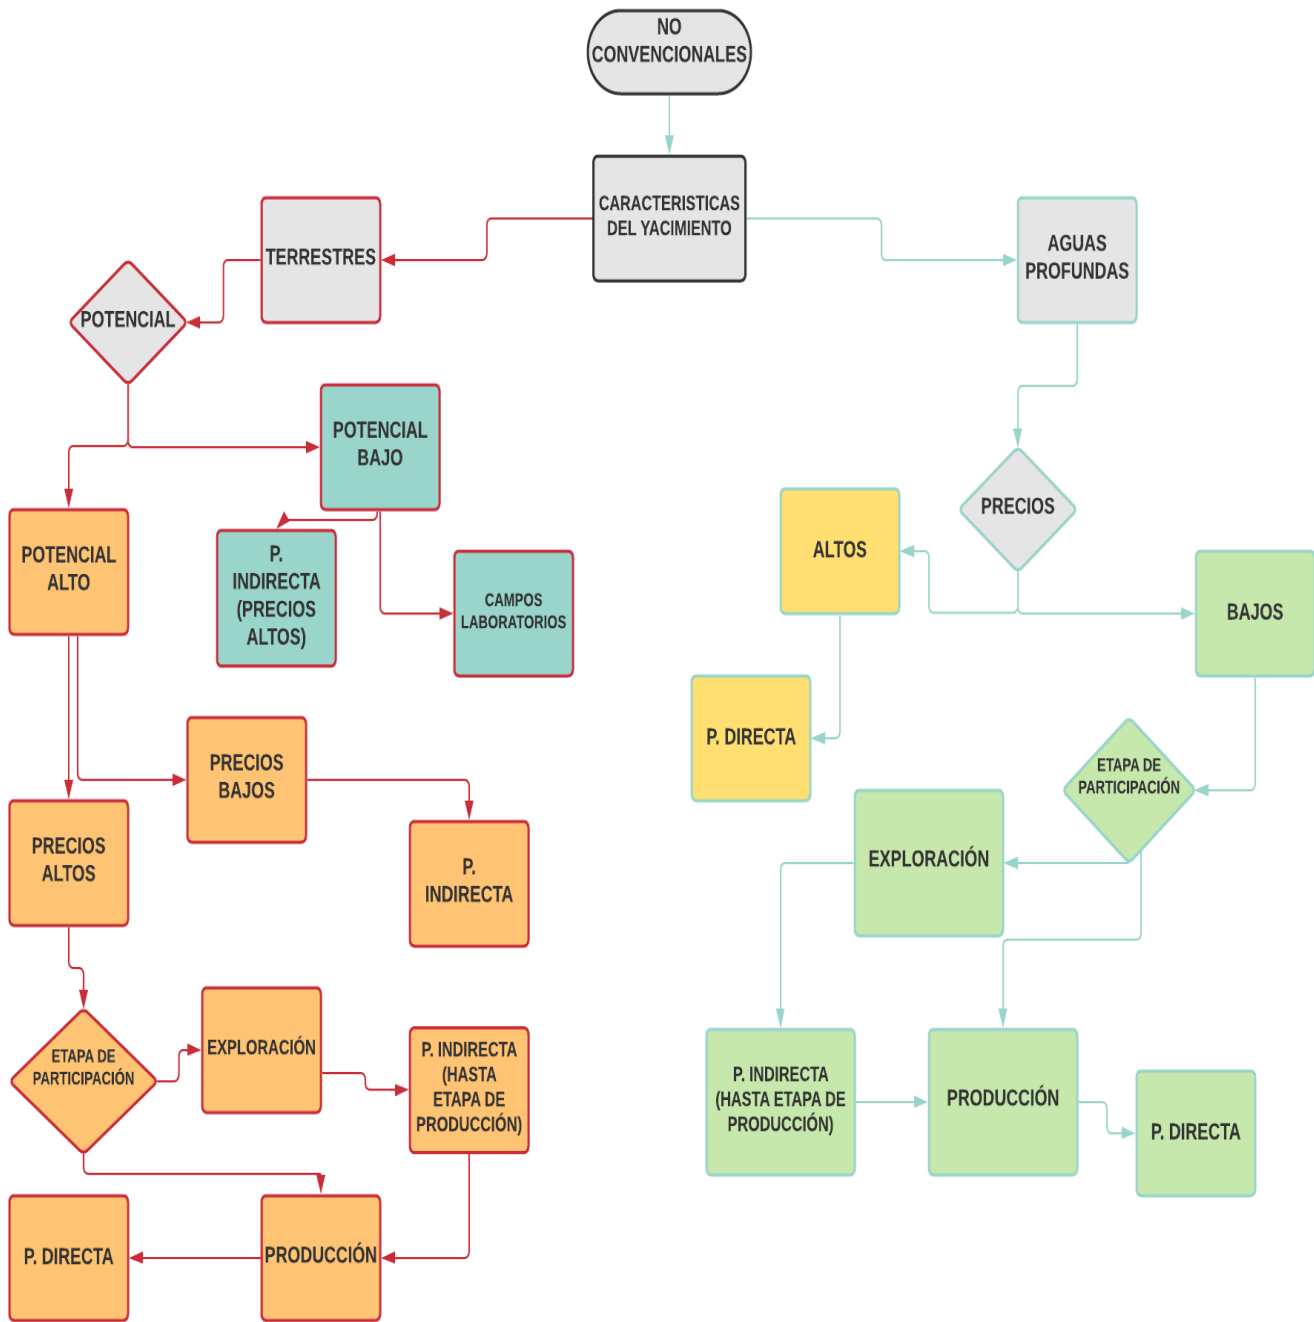 NO
CONVENCIONALES
CARACTERISTICAS
DEL YACIMIENTO
TERRESTRES
AGUAS
PROFUNDAS
POTENCIAL
POTENCIAL
BAJO
PRECIOS
ALTOS
POTENCIAL
ALTO
P.
INDIRECTA
(PRECIOS
ALTOS)
CAMPOS
LABORATORIOS
BAJOS
P. DIRECTA
PRECIOS
BAJOS
ETAPA DE
PARTICIPACIÓN
PRECIOS
ALTOS
P.
INDIRECTA
EXPLORACIÓN
ETAPA DE
PARTICIPACIÓN
EXPLORACIÓN
P. INDIRECTA
(HASTA
ETAPA DE
PRODUCCIÓN)
P. INDIRECTA
(HASTA ETAPA DE
PRODUCCIÓN)
PRODUCCIÓN
P. DIRECTA
P. DIRECTA
PRODUCCIÓN